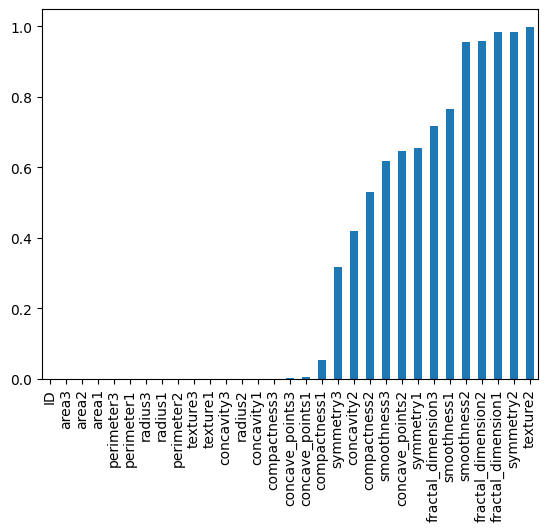 1.0
0.8
0.6
0.4
0.2
0.0
ID
area3
area2
area1
perimeter3
perimeter1
radius3
radius1
perimeter2
texture3
texture1
concavity3
radius2
concavity1
compactness3
concave_points3
concave_points1
compactness1
symmetry3
concavity2
compactness2
smoothness3
concave_points2
symmetry1
fractal_dimension3
smoothness1
smoothness2
fractal_dimension2
fractal_dimension1
symmetry2
texture2